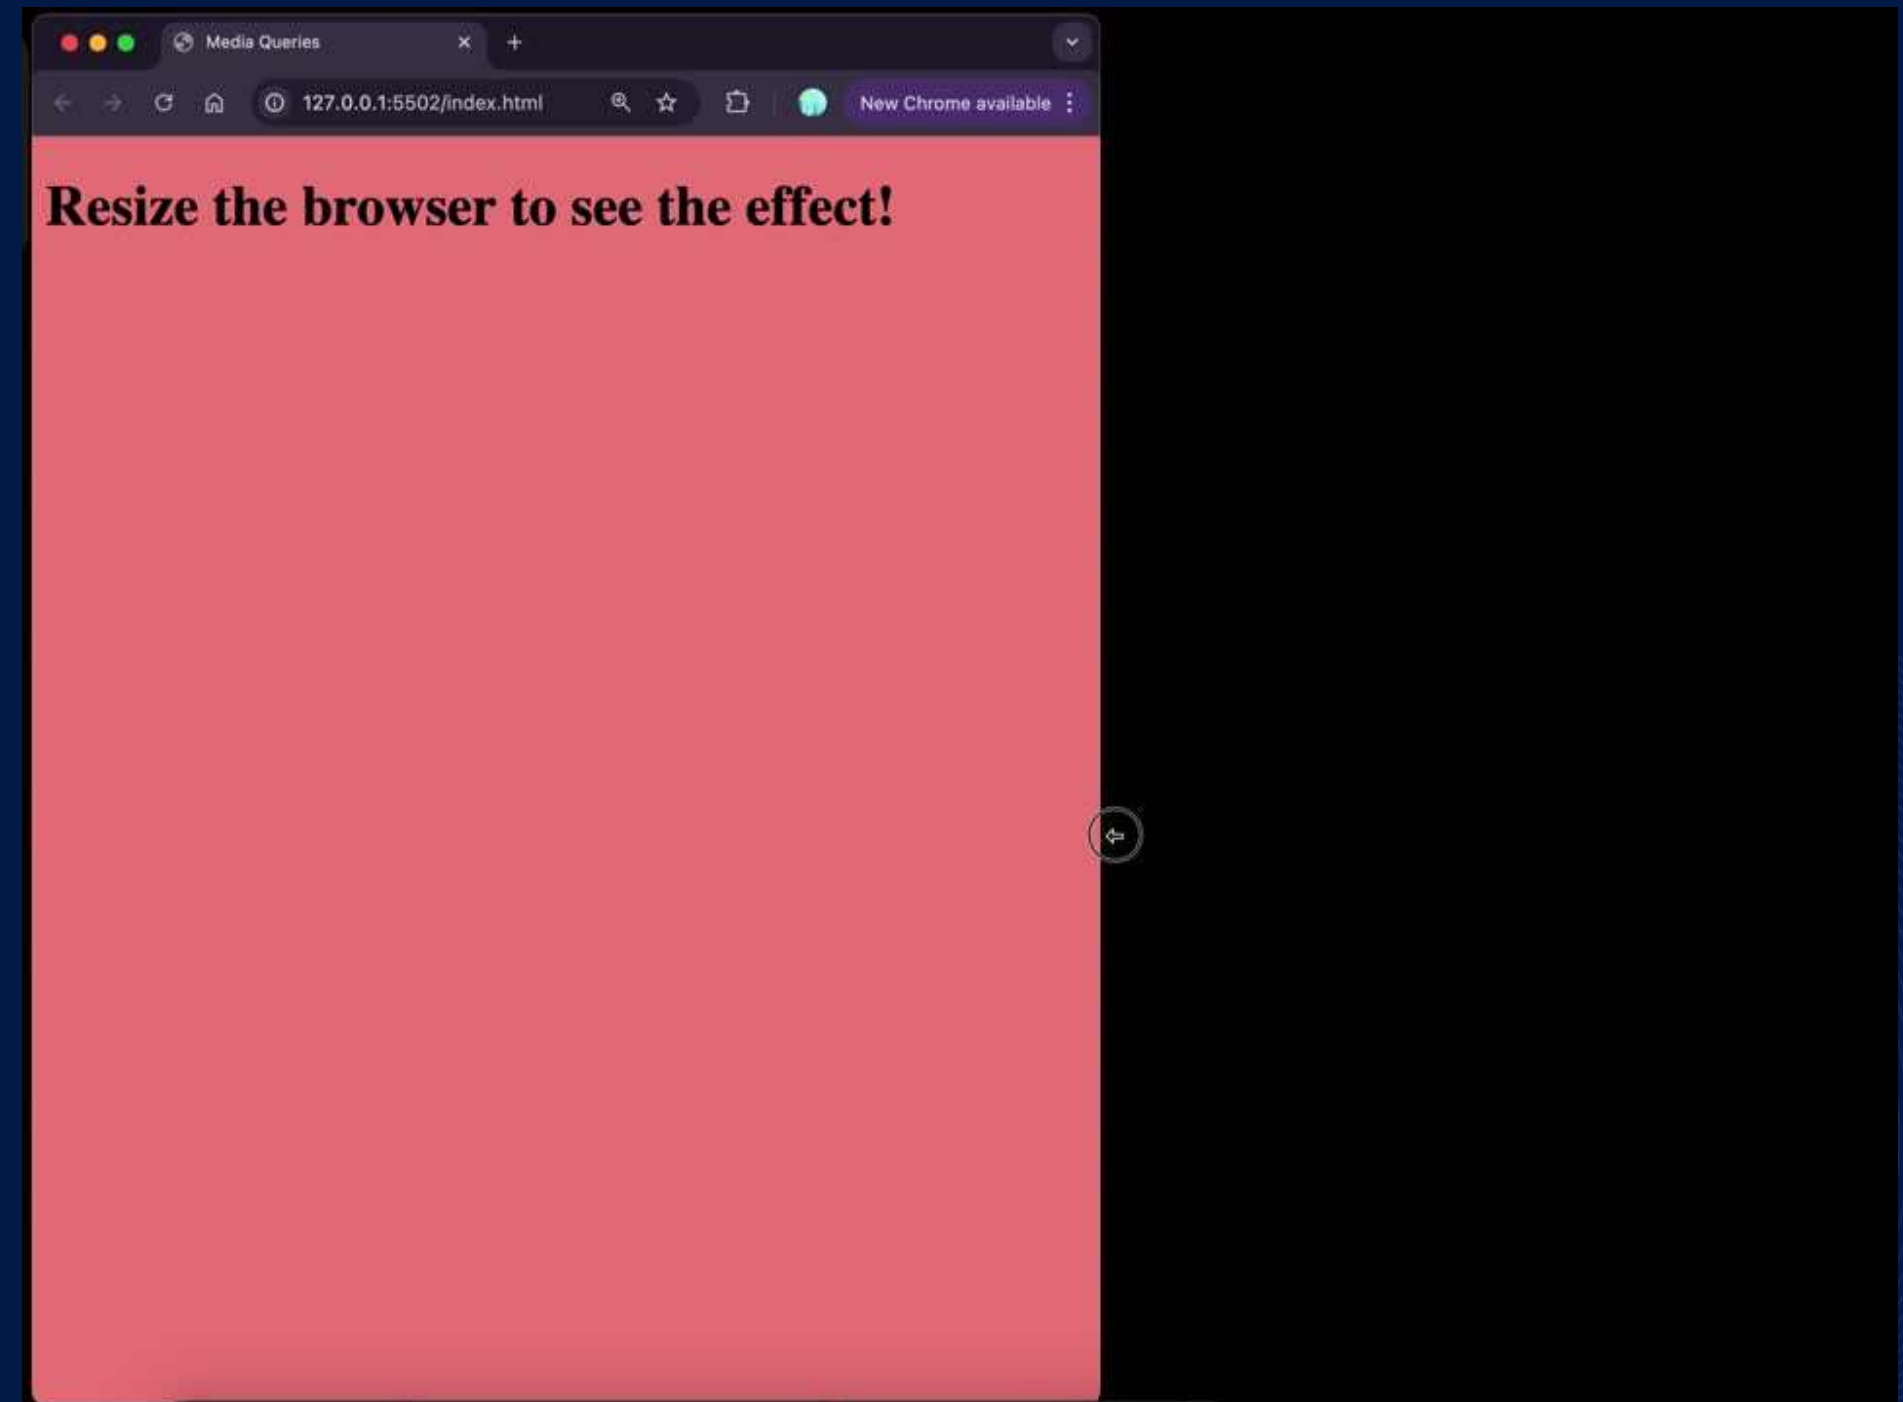 Media Queries
127.0.0.1:5502/index.html
New Chrome available
Resize the browser to see the effect!